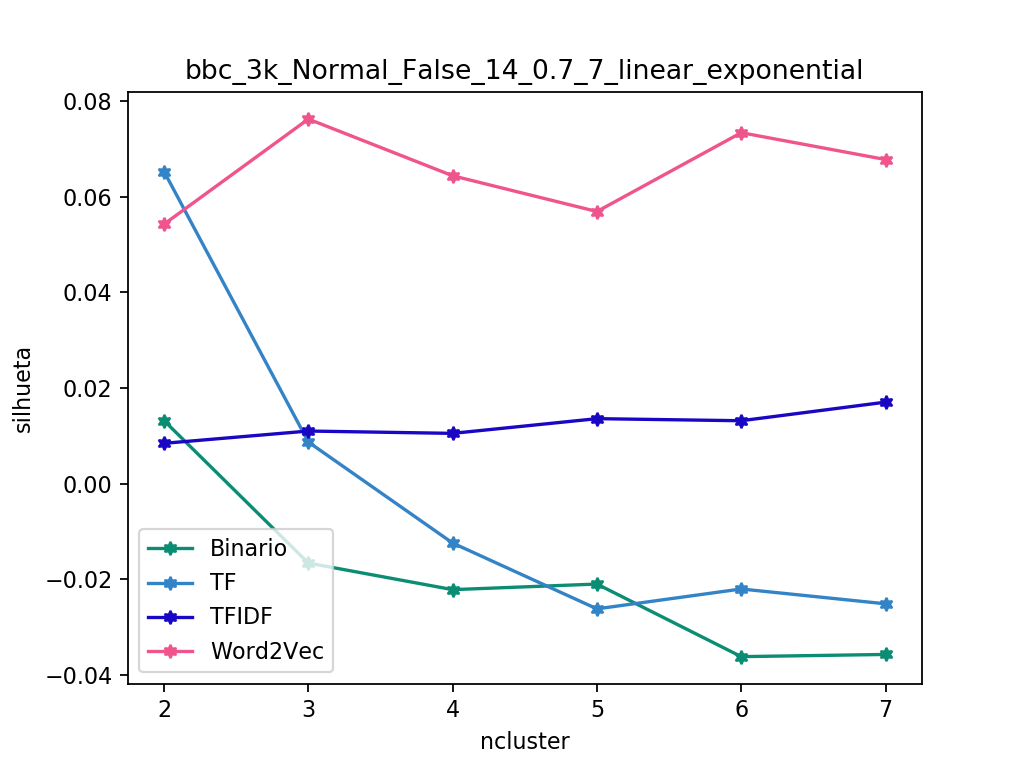 bbc_3k_Normal_False_14_0.7_7_linear_exponential
0.08
0.06
0.04
0.02
0.00
−0.02
−0.04
silhueta
Binario
TF
TFIDF
Word2Vec
2 3 4 5 6 7
ncluster